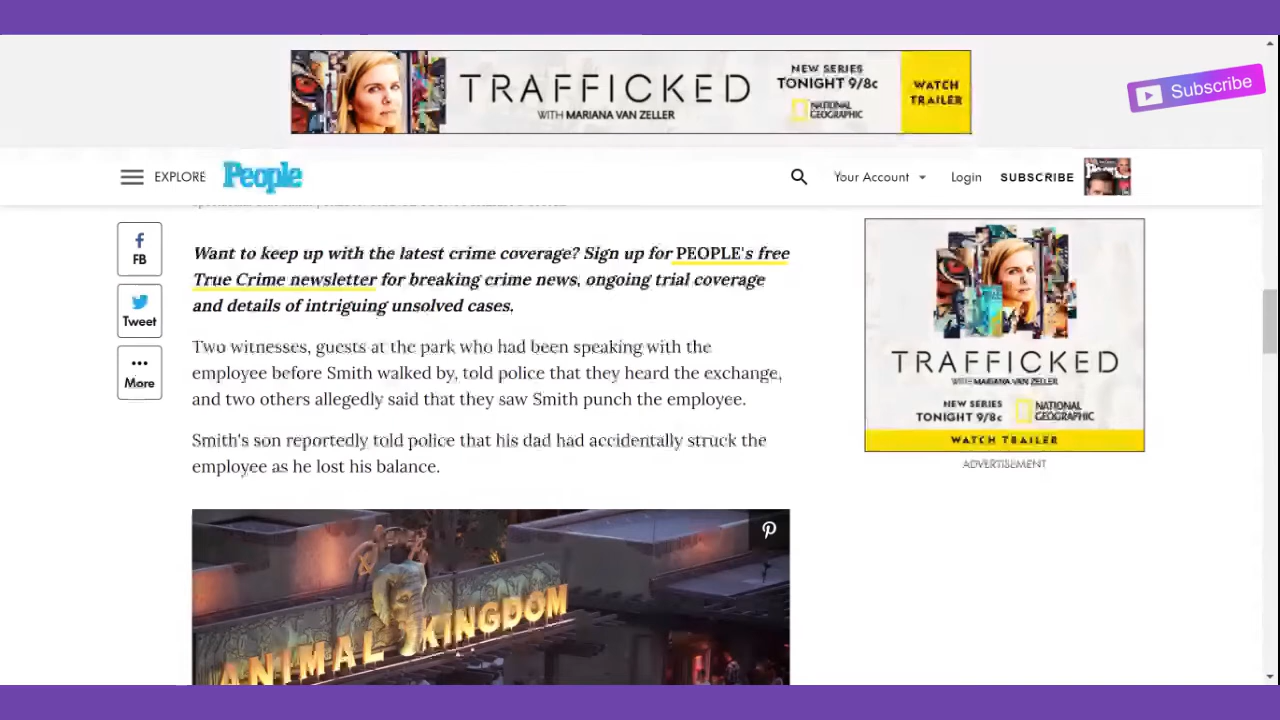 TRAFFICKED
WITH MARIANA VAN ZELLER
NEW SERIES
TONIGHT 9/8c
NATIONAL
GEOGRAPHIC
WATCH
TRAILER
Subscribe
EXPLORE
People
Your Account
Login
SUBSCRIBE
FB
Tweet
More
Want to keep up with the latest crime coverage? Sign up for PEOPLE's free
True Crime newsletter for breaking crime news, ongoing trial coverage
and details of intriguing unsolved cases.
Two witnesses, guests at the park who had been speaking with the
employee before Smith walked by, told police that they heard the exchange,
and two others allegedly said that they saw Smith punch the employee.
Smith's son reportedly told police that his dad had accidentally struck the
employee as he lost his balance.
ANIMAL KINGDOM
TRAFFICKED
WITH MARIANA VAN ZELLER
NEW SERIES
TONIGHT 9/8c
NATIONAL
GEOGRAPHIC
WATCH TRAILER
ADVERTISEMENT